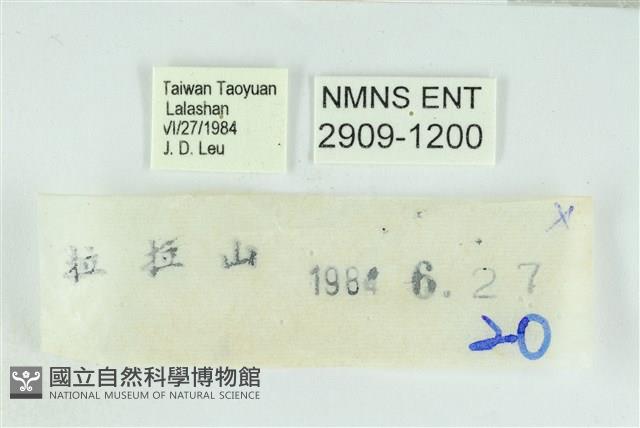 Taiwan Taoyuan
Lalashan
VI/27/1984
J. D. Leu
NMNS ENT
2909-1200
x
拉拉山 1984 6.27
20
國立自然科學博物館
NATIONAL MUSEUM OF NATURAL SCIENCE